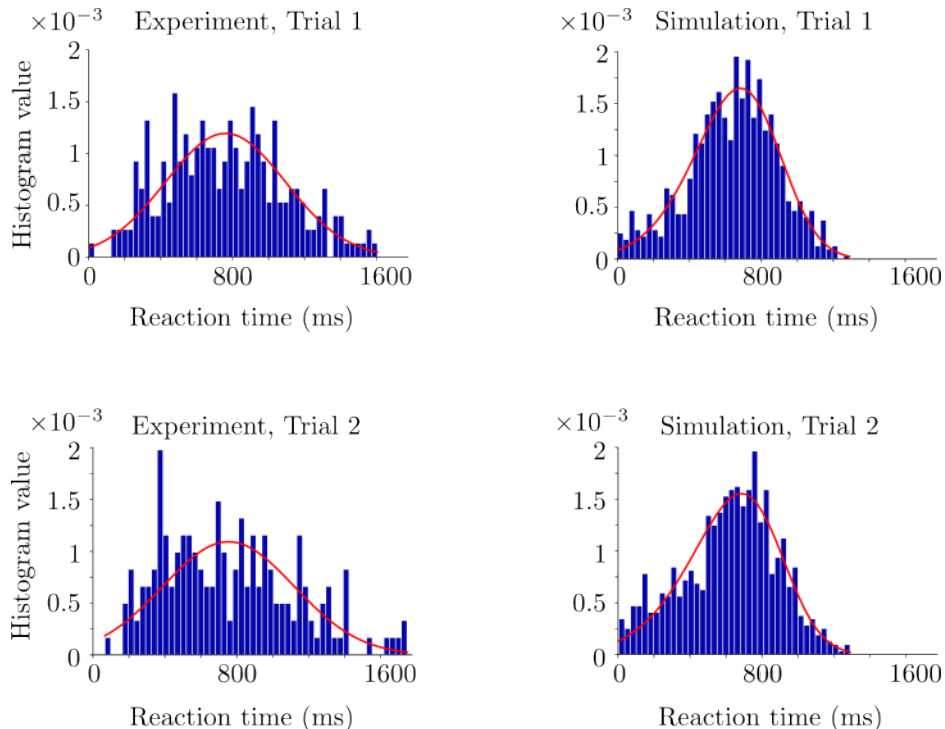 ×10⁻³ Experiment, Trial 1
Histogram value
2
1.5
1
0.5
0
0 800 1600
Reaction time (ms)
×10⁻³ Simulation, Trial 1
2
1.5
1
0.5
0
0 800 1600
Reaction time (ms)
×10⁻³ Experiment, Trial 2
Histogram value
2
1.5
1
0.5
0
0 800 1600
Reaction time (ms)
×10⁻³ Simulation, Trial 2
2
1.5
1
0.5
0
0 800 1600
Reaction time (ms)